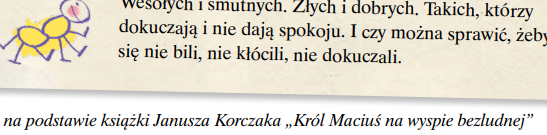 Wesołych i smutnych. Złych i dobrych. Takich, którzy
dokuczają i nie dają spokoju. I czy można sprawić, żeby
się nie bili, nie kłócili, nie dokuczali.
na podstawie książki Janusza Korczaka „Król Maciuś na wyspie bezludnej”